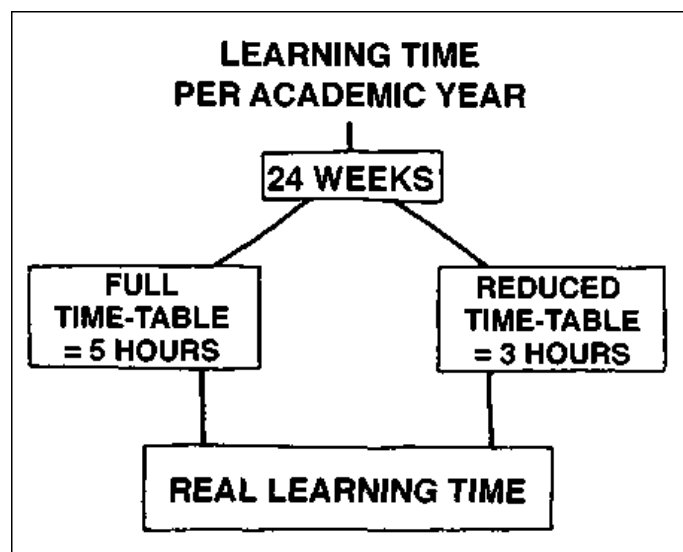 LEARNING TIME
PER ACADEMIC YEAR
24 WEEKS
FULL
TIME-TABLE
= 5 HOURS
REDUCED
TIME-TABLE
= 3 HOURS
REAL LEARNING TIME